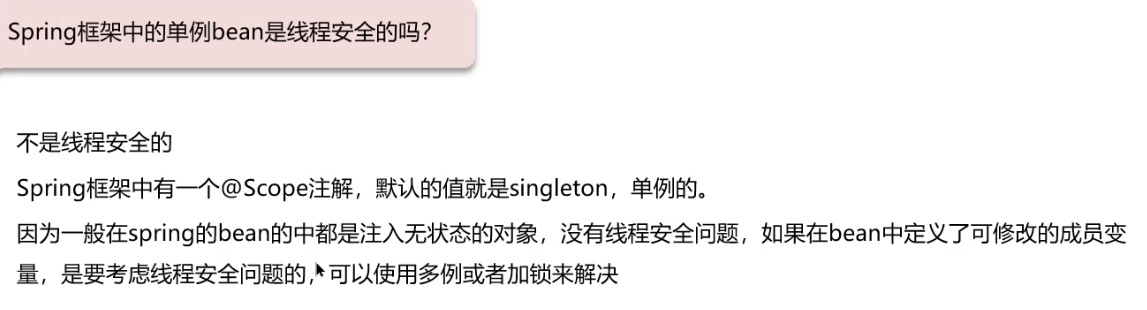 Spring框架中的单例bean是线程安全的吗？
不是线程安全的
Spring框架中有一个@Scope注解，默认的值就是singleton，单例的。
因为一般在spring的bean的中都是注入无状态的对象，没有线程安全问题，如果在bean中定义了可修改的成员变
量，是要考虑线程安全问题的，可以使用多例或者加锁来解决